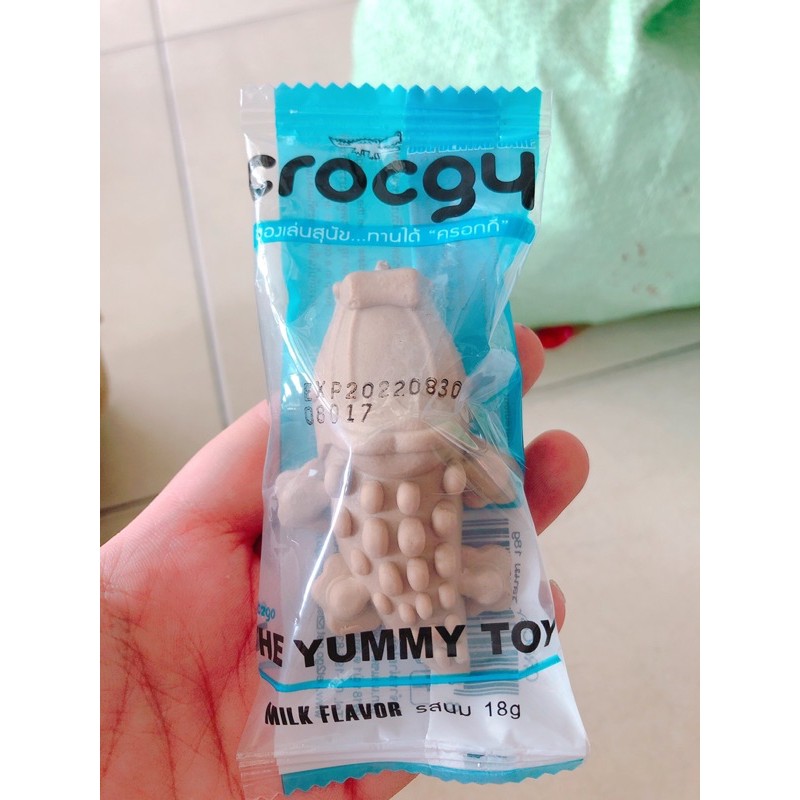 crocgy
ของเล่นสุนัข...ทานได้ "ครอกกี"
EXP20220830
08017
THE YUMMY TOY
MILK FLAVOR รสนม 18g